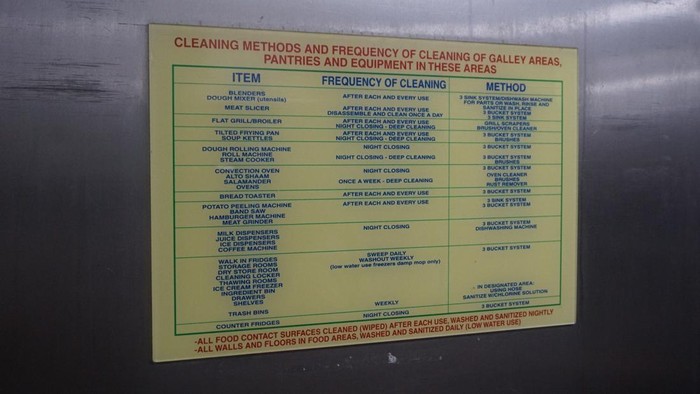 CLEANING METHODS AND FREQUENCY OF CLEANING OF GALLEY AREAS,
PANTRIES AND EQUIPMENT IN THESE AREAS
ITEM FREQUENCY OF CLEANING METHOD
BLENDERS
DOUGH MIXER (utensils)
AFTER EACH AND EVERY USE
3 SINK SYSTEM/DISHWASH MACHINE
FOR PARTS OR WASH, RINSE AND
SANITIZE IN PLACE
MEAT SLICER
AFTER EACH AND EVERY USE
DISASSEMBLE AND CLEAN ONCE A DAY
3 BUCKET SYSTEM
3 SINK SYSTEM
FLAT GRILL/BROILER
AFTER EACH AND EVERY USE
NIGHT CLOSING - DEEP CLEANING
GRILL SCRAPERS
BRUSH/OVEN CLEANER
TILTED FRYING PAN
SOUP KETTLES
AFTER EACH AND EVERY USE
NIGHT CLOSING - DEEP CLEANING
3 BUCKET SYSTEM
BRUSHES
DOUGH ROLLING MACHINE
ROLL MACHINE
STEAM COOKER
NIGHT CLOSING
NIGHT CLOSING - DEEP CLEANING
3 BUCKET SYSTEM
3 BUCKET SYSTEM
BRUSHES
CONVECTION OVEN
ALTO SHAAM
SALAMANDER
OVENS
NIGHT CLOSING
ONCE A WEEK - DEEP CLEANING
3 BUCKET SYSTEM
OVEN CLEANER
BRUSHES
RUST REMOVER
BREAD TOASTER
AFTER EACH AND EVERY USE
3 BUCKET SYSTEM
POTATO PEELING MACHINE
BAND SAW
HAMBURGER MACHINE
MEAT GRINDER
AFTER EACH AND EVERY USE
3 SINK SYSTEM
3 BUCKET SYSTEM
MILK DISPENSERS
JUICE DISPENSERS
ICE DISPENSERS
COFFEE MACHINE
NIGHT CLOSING
3 BUCKET SYSTEM
DISHWASHING MACHINE
WALK IN FRIDGES
STORAGE ROOMS
DRY STORE ROOM
CLEANING LOCKER
THAWING ROOMS
ICE CREAM FREEZER
INGREDIENT BIN
DRAWERS
SHELVES
SWEEP DAILY
WASHOUT WEEKLY
(low water use freezers damp mop only)
WEEKLY
3 BUCKET SYSTEM
- IN DESIGNATED AREA:
USING HOSE
SANITIZE W/CHLORINE SOLUTION
TRASH BINS
NIGHT CLOSING
3 BUCKET SYSTEM
COUNTER FRIDGES
-ALL FOOD CONTACT SURFACES CLEANED (WIPED) AFTER EACH USE, WASHED AND SANITIZED NIGHTLY
-ALL WALLS AND FLOORS IN FOOD AREAS, WASHED AND SANITIZED DAILY (LOW WATER USE)